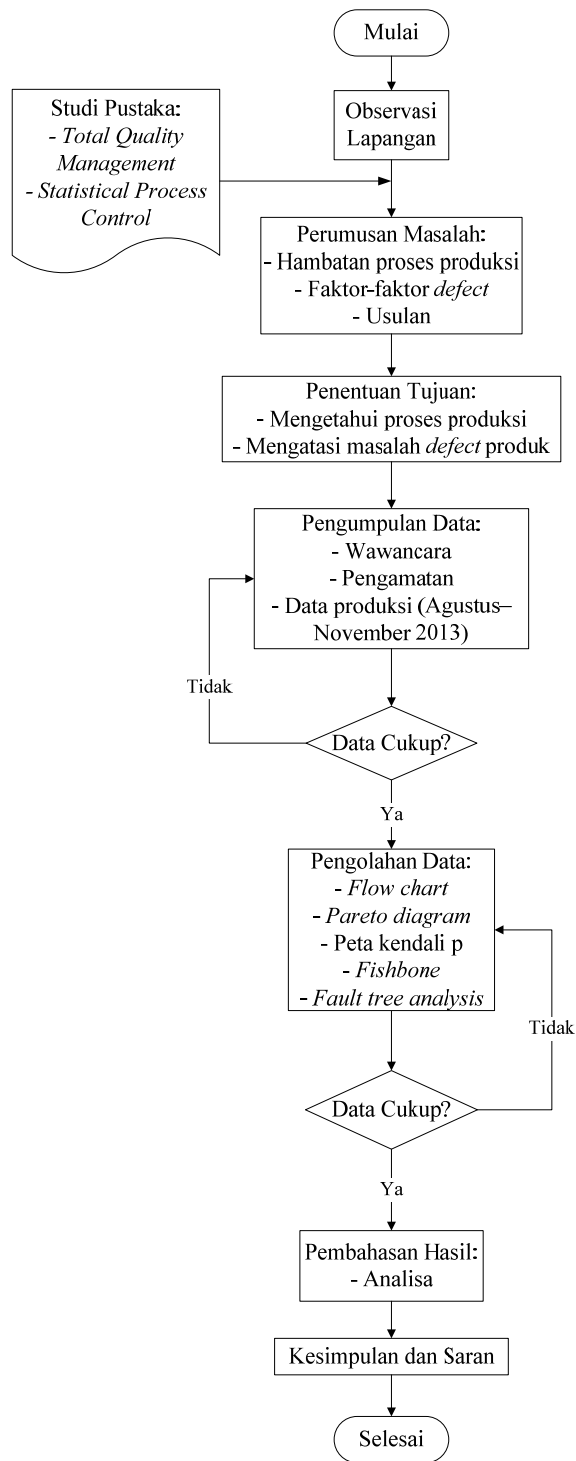 Mulai
Observasi
Lapangan
Studi Pustaka:
- Total Quality
Management
- Statistical Process
Control
Perumusan Masalah:
- Hambatan proses produksi
- Faktor-faktor defect
- Usulan
Penentuan Tujuan:
- Mengetahui proses produksi
- Mengatasi masalah defect produk
Pengumpulan Data:
- Wawancara
- Pengamatan
- Data produksi (Agustus–
November 2013)
Tidak
Data Cukup?
Ya
Pengolahan Data:
- Flow chart
- Pareto diagram
- Peta kendali p
- Fishbone
- Fault tree analysis
Tidak
Data Cukup?
Ya
Pembahasan Hasil:
- Analisa
Kesimpulan dan Saran
Selesai